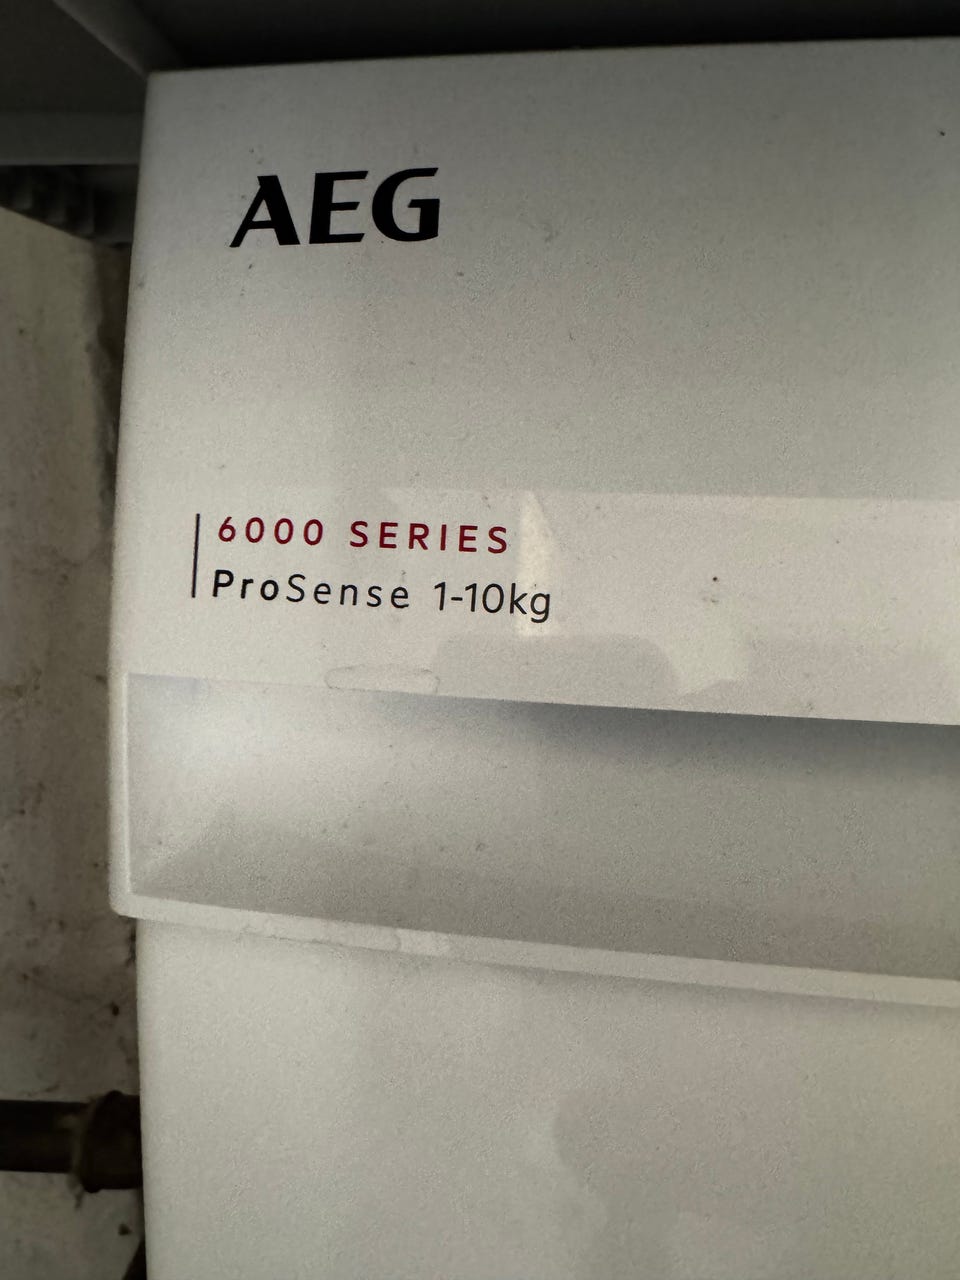 AEG
6000 SERIES
ProSense 1-10kg